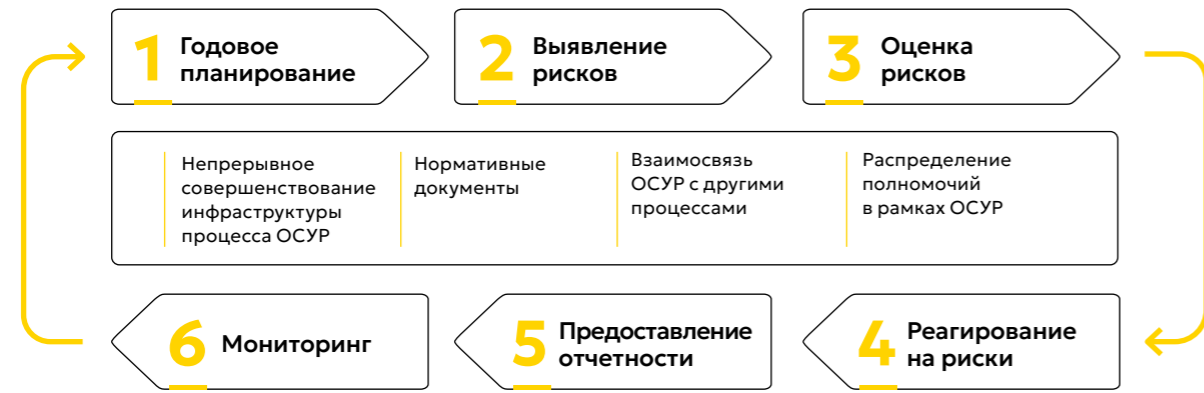 1
Годовое
планирование
2
Выявление
рисков
3
Оценка
рисков
Непрерывное
совершенствование
инфраструктуры
процесса ОСУР
Нормативные
документы
Взаимосвязь
ОСУР с другими
процессами
Распределение
полномочий
в рамках ОСУР
6
Мониторинг
5
Предоставление
отчетности
4
Реагирование
на риски